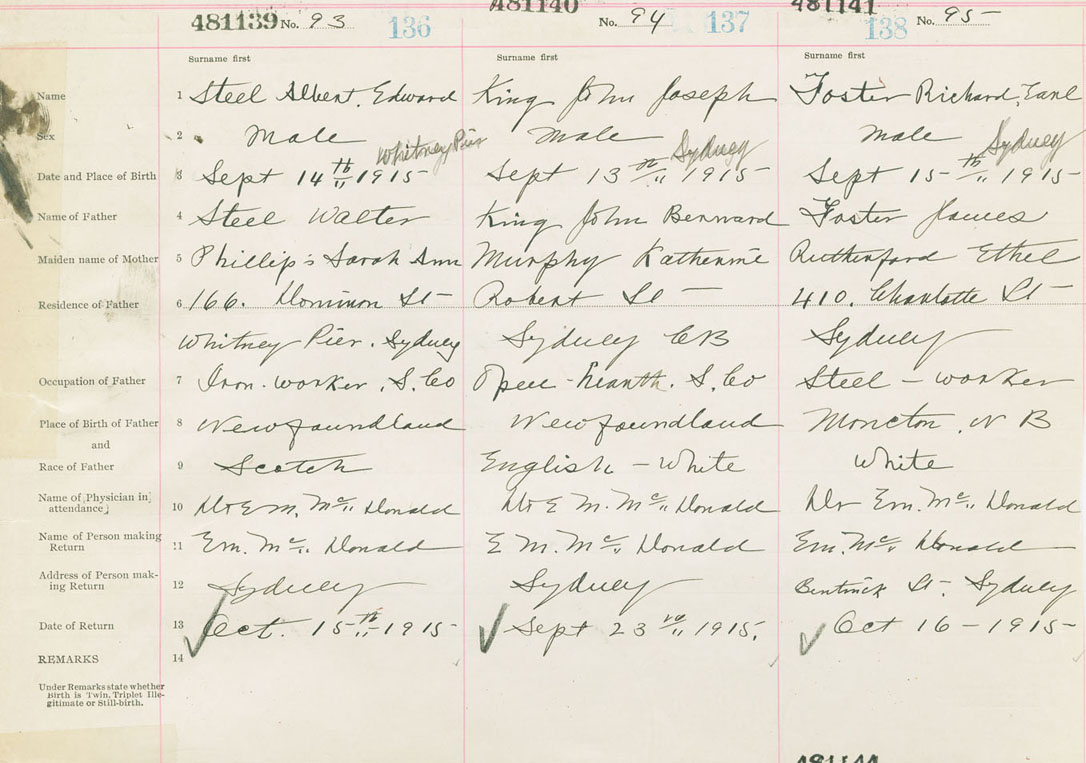 481139 No. 93 136 481140 No. 94 137 481141 No. 95 138
Surname first Surname first Surname first
Name 1 Steel Albert Edward King John Joseph Foster Richard Earl
Sex 2 Male Male Male
Whitney Pier Sydney Sydney
Date and Place of Birth 3 Sept 14th 1915 Sept 13th 1915 Sept 15th 1915
Name of Father 4 Steel Walter King John Bernward Foster James
Maiden name of Mother 5 Phillip's Sarah Ann Murphy Katherine Rutherford Ethel
Residence of Father 6 166. Dominion St Robert St 410. Charlotte St
Whitney Pier. Sydney Sydney CB Sydney
Occupation of Father 7 Iron-worker. S. Co Open-hearth. S. Co Steel-worker
Place of Birth of Father 8 Newfoundland Newfoundland Moncton, N B
and
Race of Father 9 Scotch English - White White
Name of Physician in
attendance 10 Dr E M. McDonald Dr E M. McDonald Dr Em. McDonald
Name of Person making
Return 11 Em. McDonald E M. McDonald Em. McDonald
Address of Person mak-
ing Return 12 Sydney Sydney Bentinck St. Sydney
Date of Return 13 Oct. 15th - 1915 Sept 23rd 1915. Oct 16 - 1915
REMARKS 14
Under Remarks state whether
Birth is Twin, Triplet Ille-
gitimate or Still-birth.